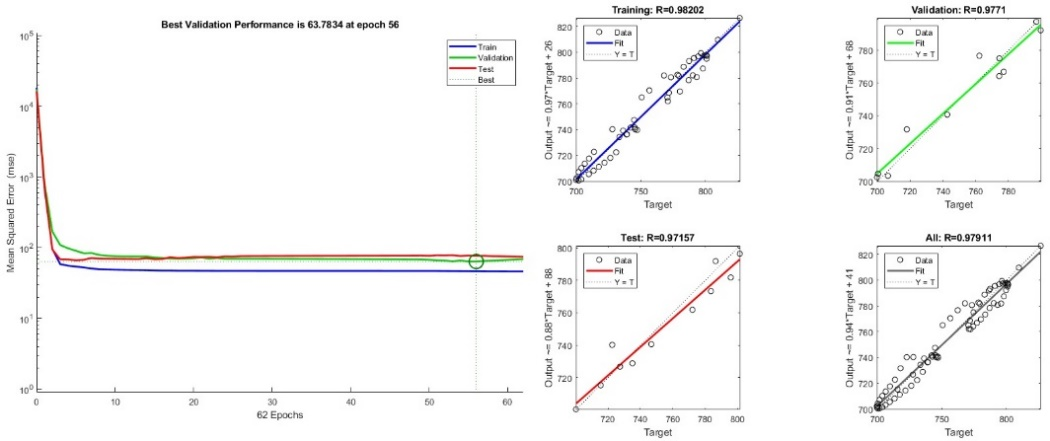 Best Validation Performance is 63.7834 at epoch 56
Mean Squared Error (mse)
10^5
10^4
10^3
10^2
10^1
10^0
Train
Validation
Test
Best
0 10 20 30 40 50 60
62 Epochs
Training: R=0.98202
Output ~= 0.97*Target + 26
820
800
780
760
740
720
700
Data
Fit
Y = T
700 750 800
Target
Validation: R=0.9771
Output ~= 0.91*Target + 68
780
760
740
720
700
Data
Fit
Y = T
700 720 740 760 780
Target
Test: R=0.97157
Output ~= 0.88*Target + 88
800
780
760
740
720
Data
Fit
Y = T
720 740 760 780 800
Target
All: R=0.97911
Output ~= 0.94*Target + 41
820
800
780
760
740
720
700
Data
Fit
Y = T
700 750 800
Target